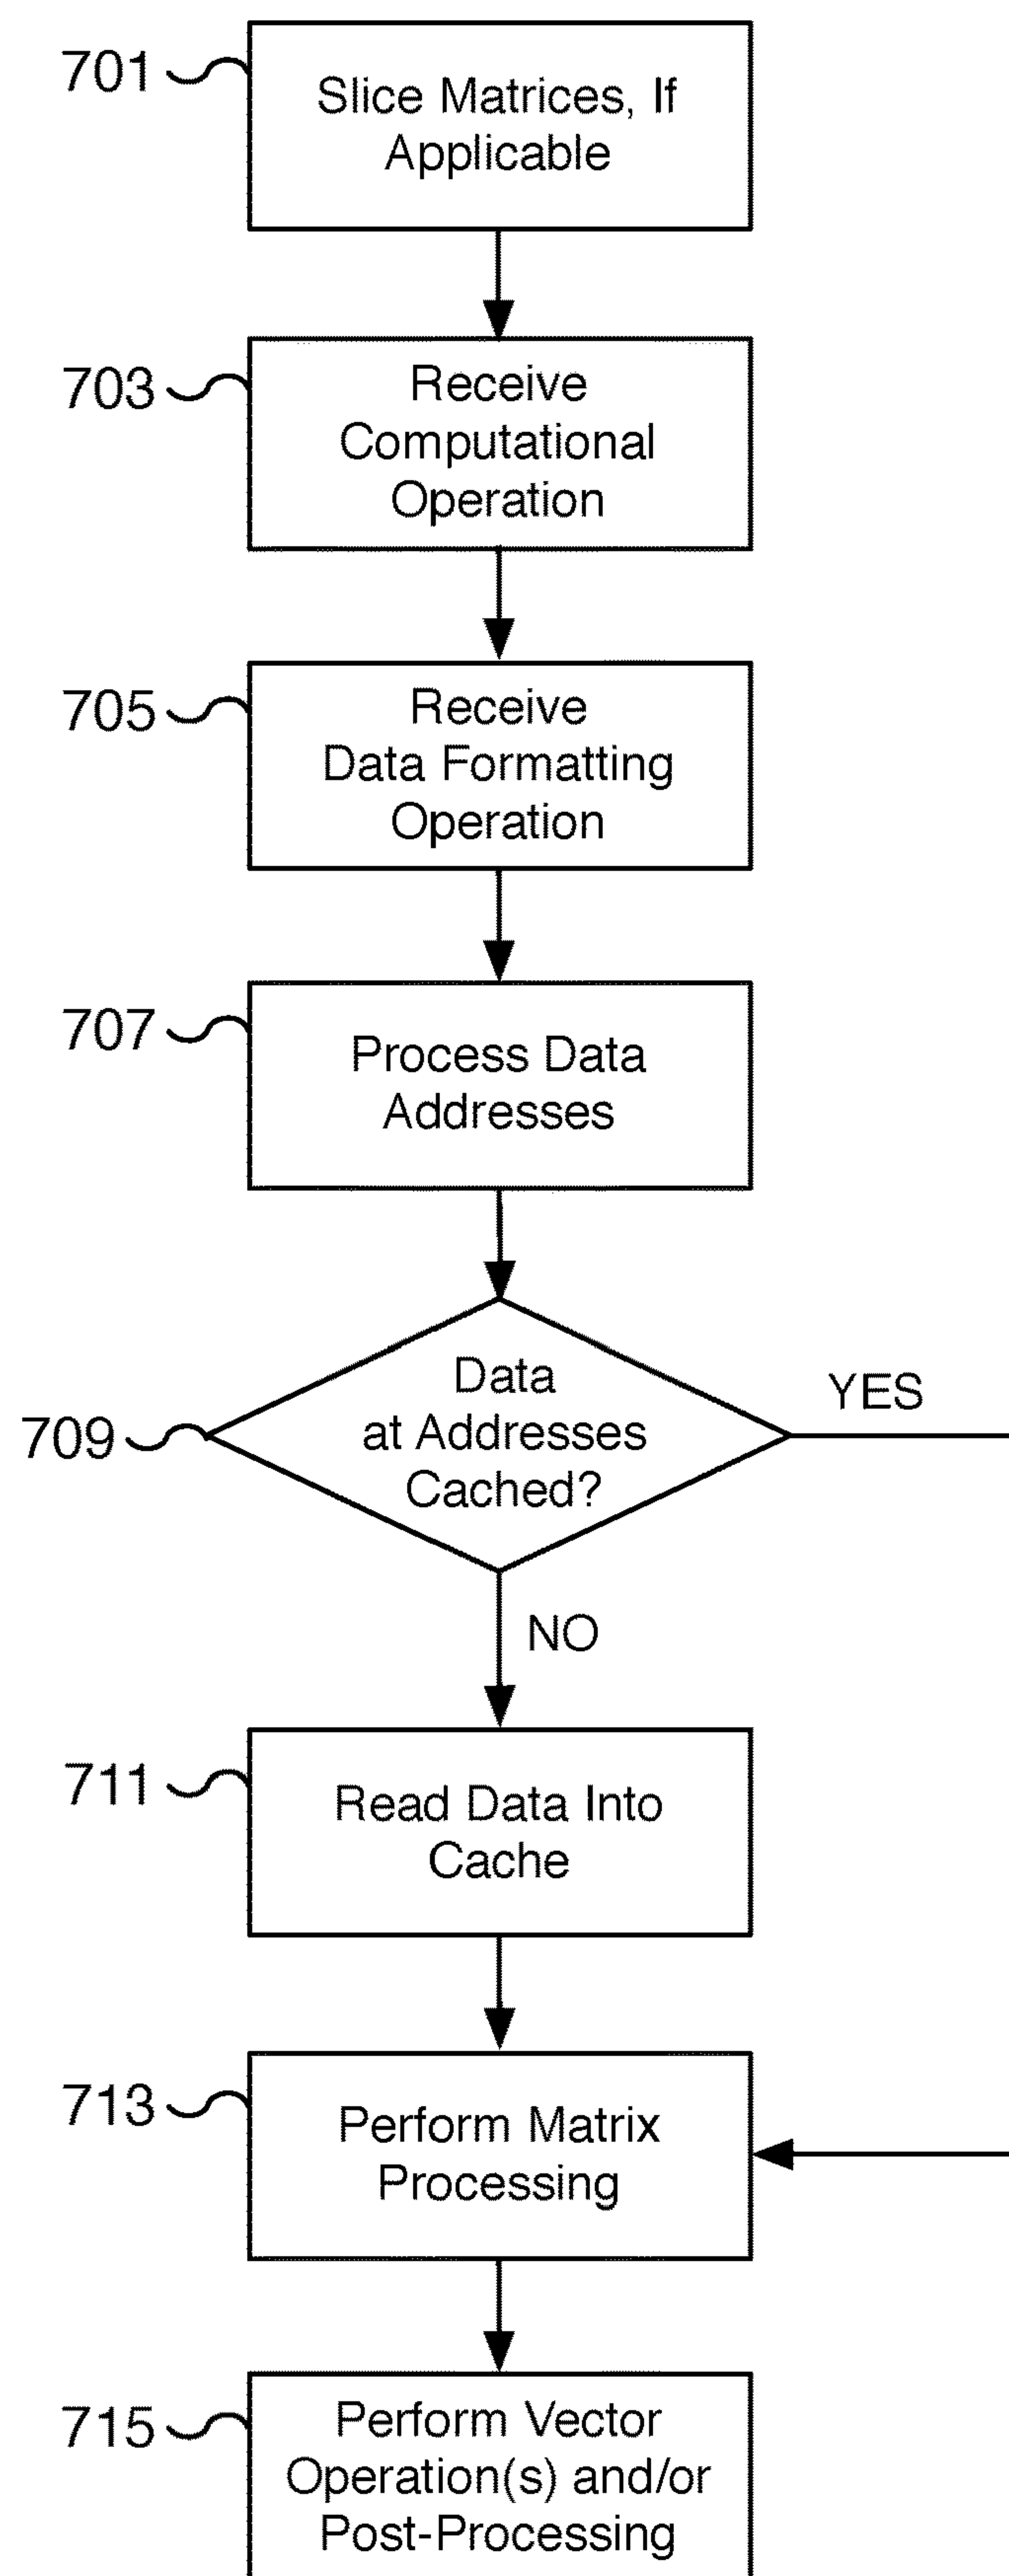 701
Slice Matrices, If
Applicable
703
Receive
Computational
Operation
705
Receive
Data Formatting
Operation
707
Process Data
Addresses
709
Data
at Addresses
Cached?
YES
NO
711
Read Data Into
Cache
713
Perform Matrix
Processing
715
Perform Vector
Operation(s) and/or
Post-Processing